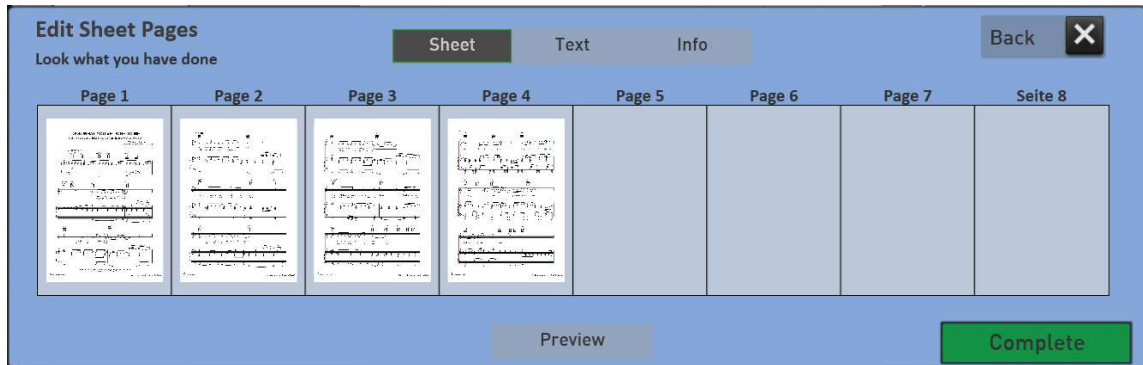 Edit Sheet Pages
Look what you have done
Sheet Text Info
Back
Page 1 Page 2 Page 3 Page 4 Page 5 Page 6 Page 7 Seite 8
Preview
Complete